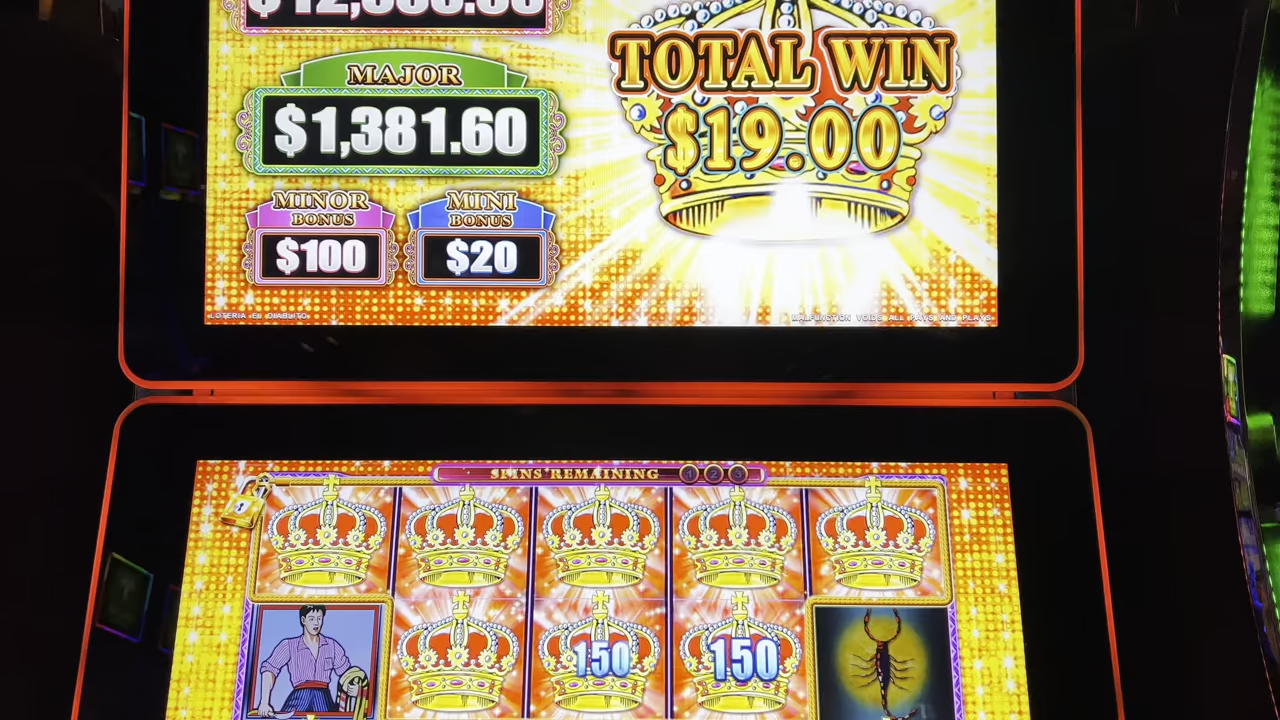 TOTAL WIN
$19.00
MAJOR
$1,381.60
MINOR
BONUS
$100
MINI
BONUS
$20
LOTERIA EL DIABLITO
MALFUNCTION VOIDS ALL PAYS AND PLAYS
SPINS REMAINING 1 2 3
150
150